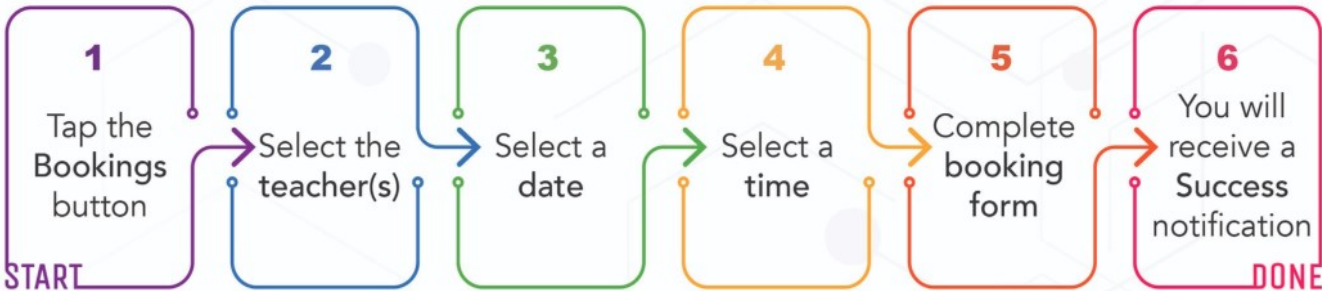 1
Tap the
Bookings
button
START
2
Select the
teacher(s)
3
Select a
date
4
Select a
time
5
Complete
booking
form
6
You will
receive a
Success
notification
DONE